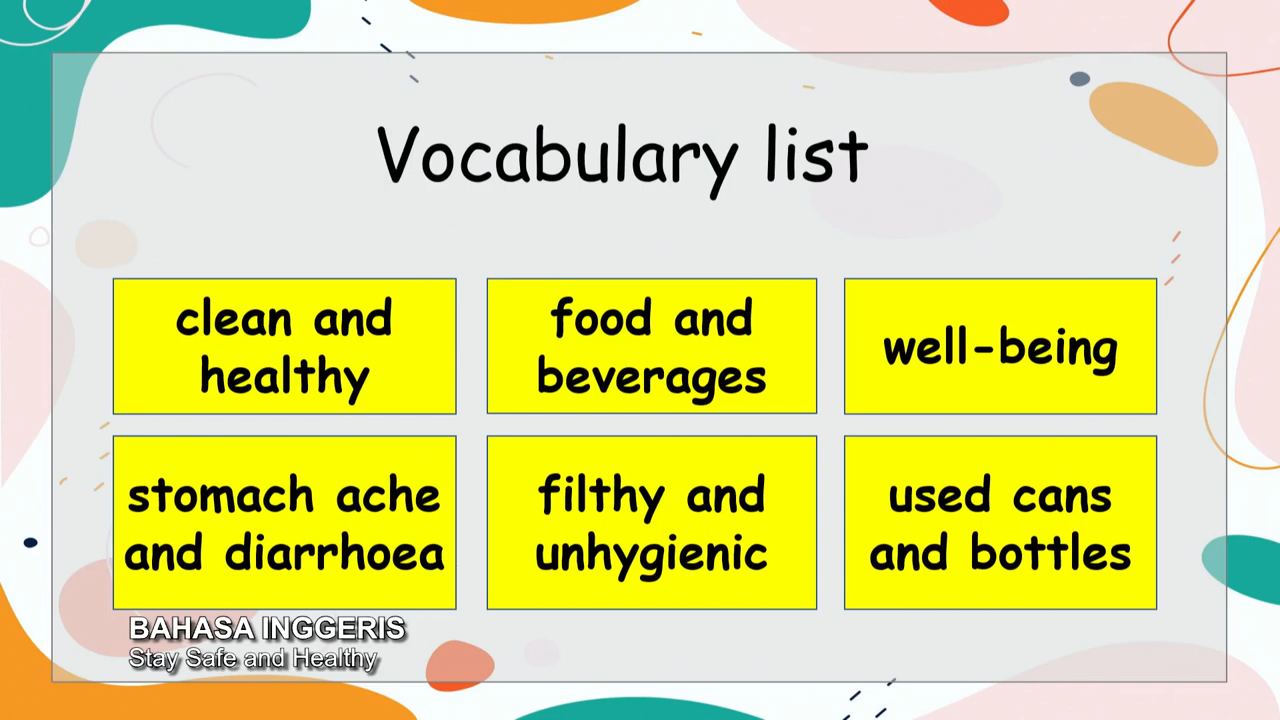 Vocabulary list
clean and
healthy
food and
beverages
well-being
stomach ache
and diarrhoea
filthy and
unhygienic
used cans
and bottles
BAHASA INGGERIS
Stay Safe and Healthy